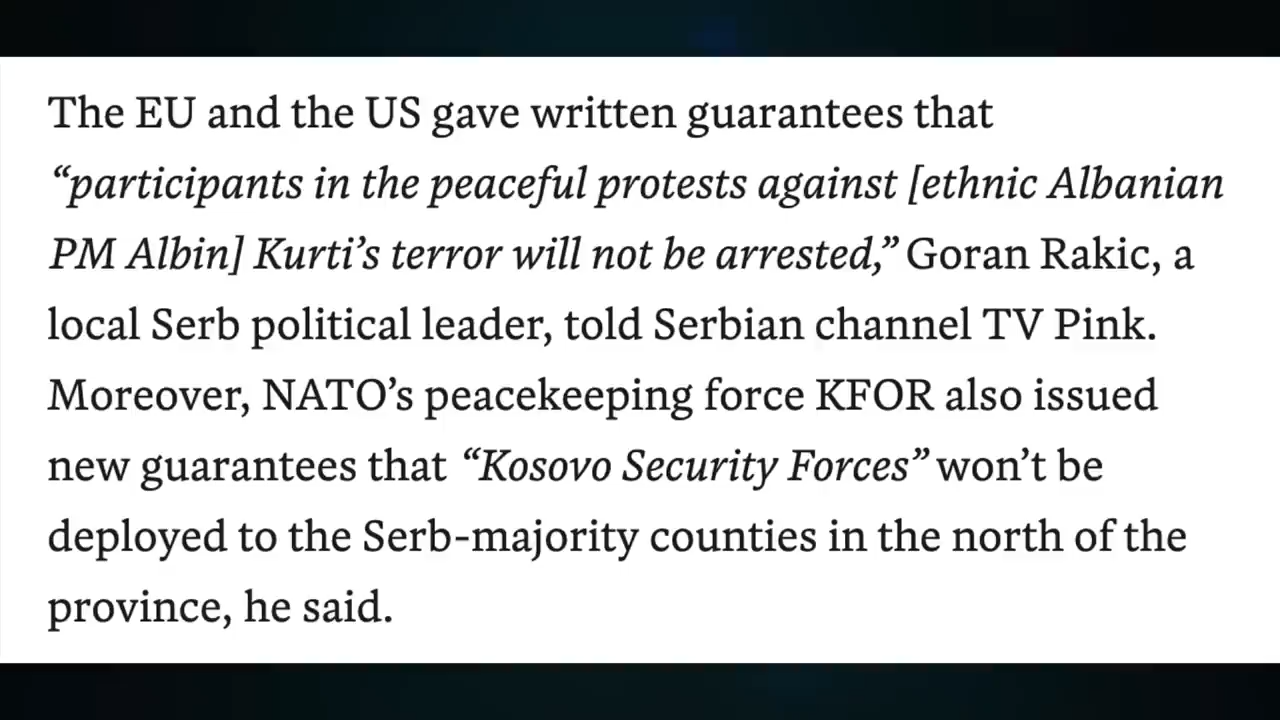 The EU and the US gave written guarantees that
“participants in the peaceful protests against [ethnic Albanian
PM Albin] Kurti’s terror will not be arrested,” Goran Rakic, a
local Serb political leader, told Serbian channel TV Pink.
Moreover, NATO’s peacekeeping force KFOR also issued
new guarantees that “Kosovo Security Forces” won’t be
deployed to the Serb-majority counties in the north of the
province, he said.